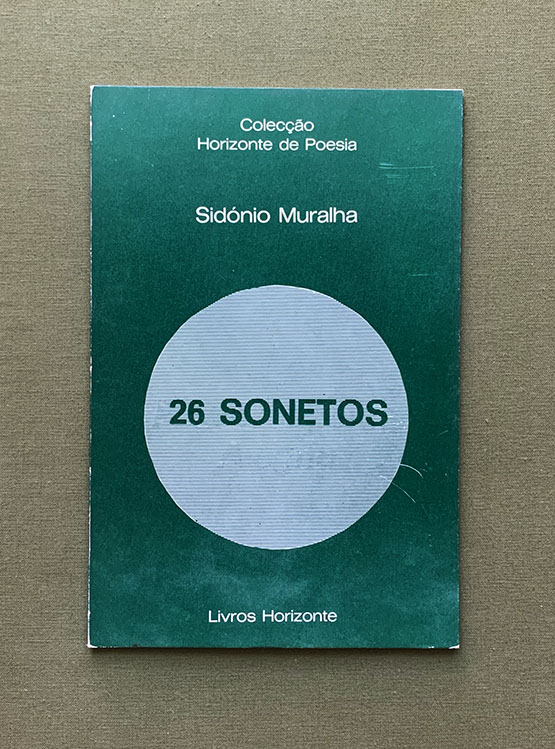 Colecção
Horizonte de Poesia
Sidónio Muralha
26 SONETOS
Livros Horizonte